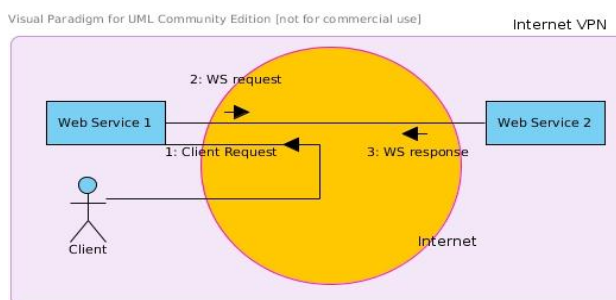 Visual Paradigm for UML Community Edition [not for commercial use]
Internet VPN
2: WS request
Web Service 1
Web Service 2
1: Client Request
3: WS response
Internet
Client